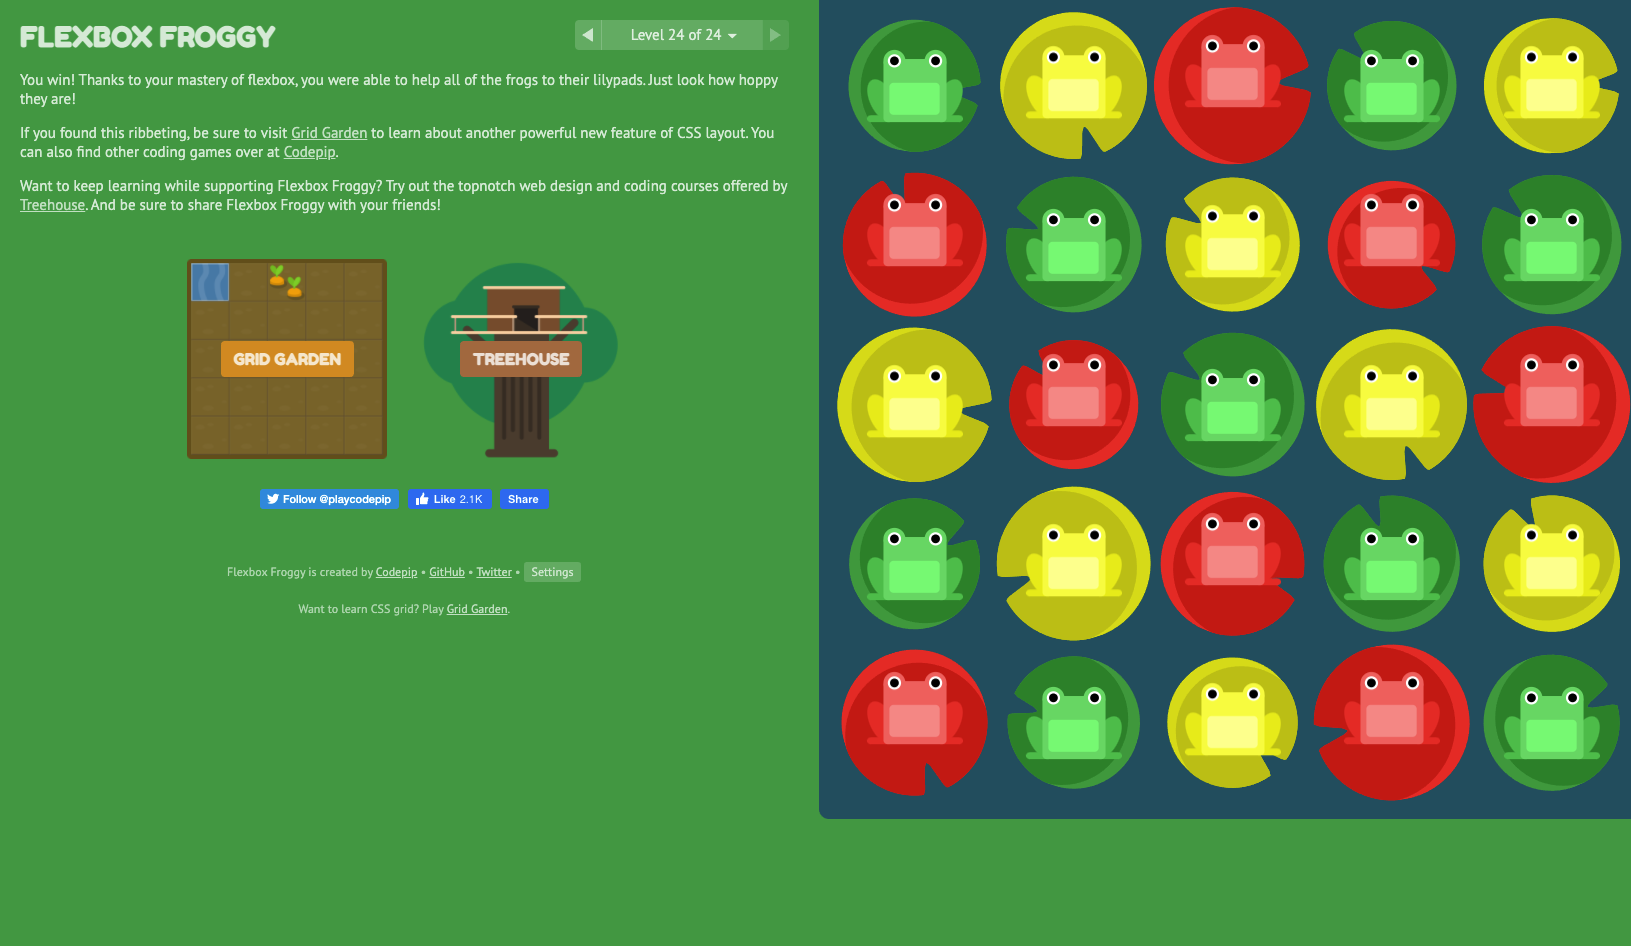 FLEXBOX FROGGY
Level 24 of 24
You win! Thanks to your mastery of flexbox, you were able to help all of the frogs to their lilypads. Just look how hoppy
they are!
If you found this ribbeting, be sure to visit Grid Garden to learn about another powerful new feature of CSS layout. You
can also find other coding games over at Codepip.
Want to keep learning while supporting Flexbox Froggy? Try out the topnotch web design and coding courses offered by
Treehouse. And be sure to share Flexbox Froggy with your friends!
GRID GARDEN
TREEHOUSE
Follow @playcodepip
Like 2.1K
Share
Flexbox Froggy is created by Codepip • GitHub • Twitter • Settings
Want to learn CSS grid? Play Grid Garden.